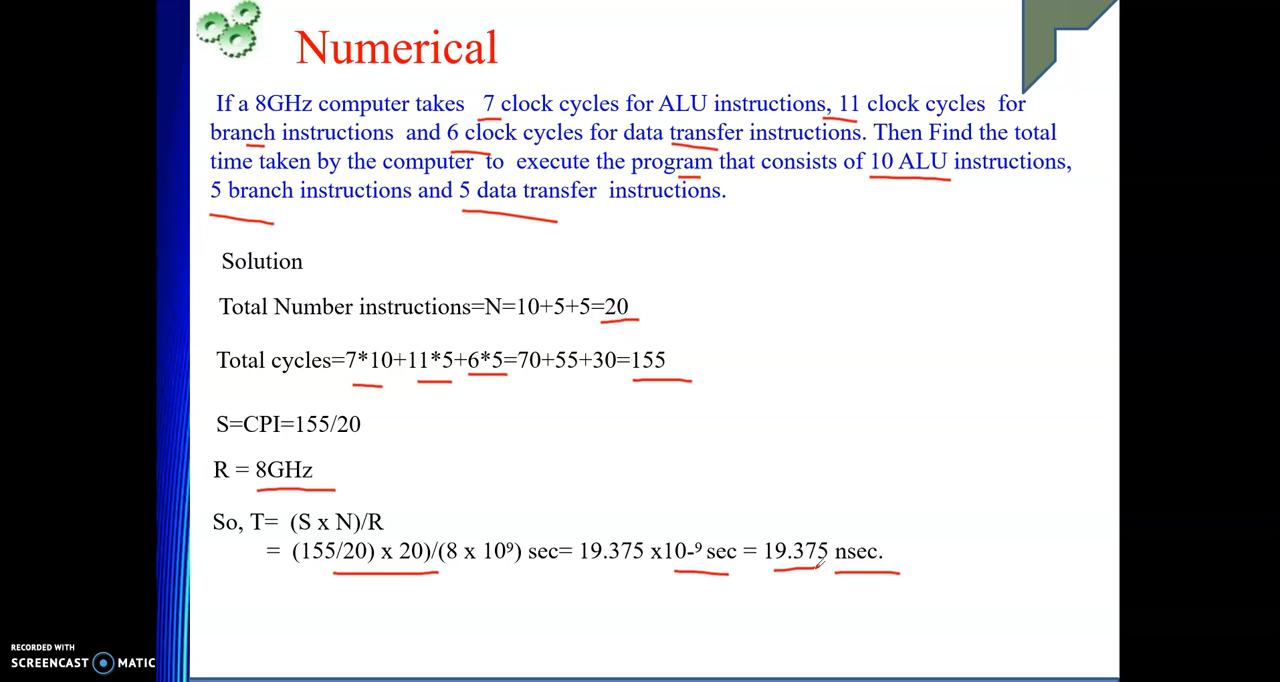 Numerical
If a 8GHz computer takes 7 clock cycles for ALU instructions, 11 clock cycles for
branch instructions and 6 clock cycles for data transfer instructions. Then Find the total
time taken by the computer to execute the program that consists of 10 ALU instructions,
5 branch instructions and 5 data transfer instructions.
Solution
Total Number instructions=N=10+5+5=20
Total cycles=7*10+11*5+6*5=70+55+30=155
S=CPI=155/20
R = 8GHz
So, T= (S x N)/R
= (155/20) x 20)/(8 x 10⁹) sec= 19.375 x10-⁹ sec = 19.375 nsec.
RECORDED WITH
SCREENCAST MATIC